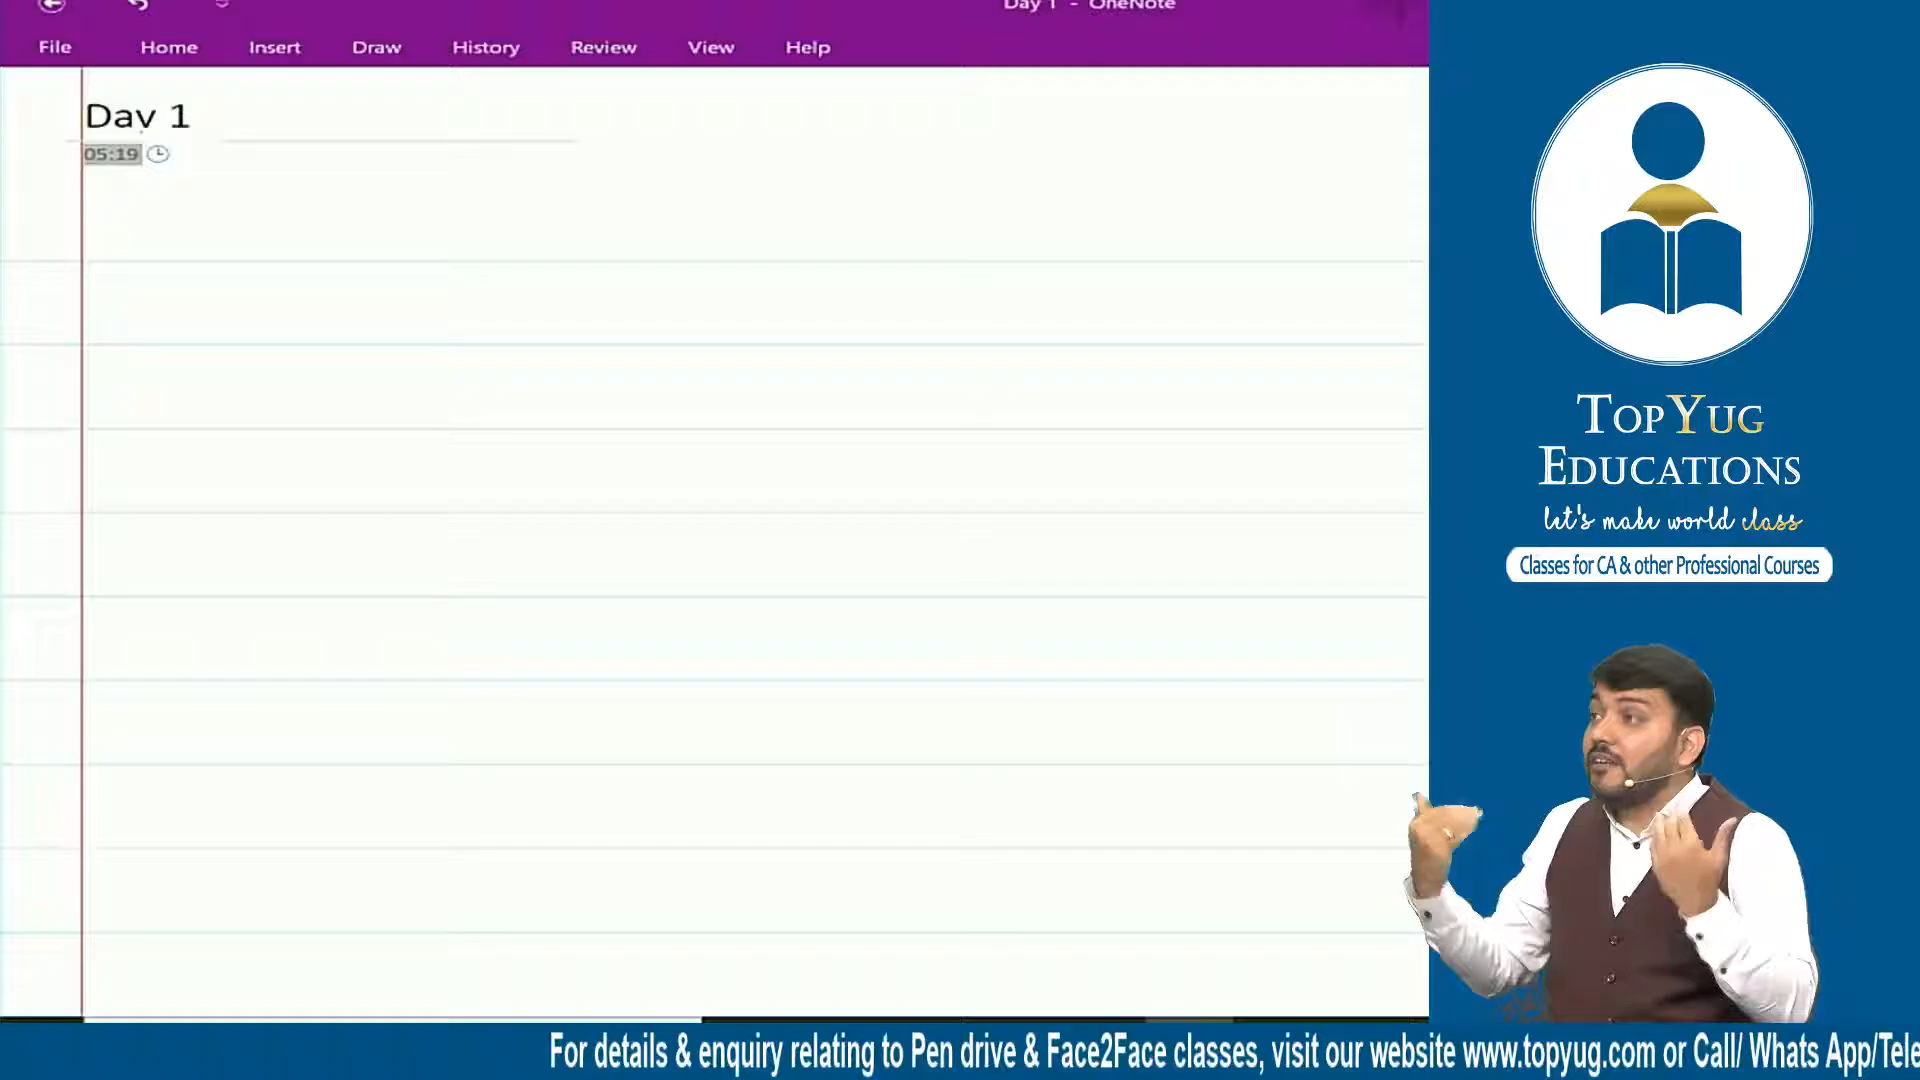 Day 1 - OneNote
File Home Insert Draw History Review View Help
Day 1
05:19
TopYug
Educations
let's make world class
Classes for CA & other Professional Courses
For details & enquiry relating to Pen drive & Face2Face classes, visit our website www.topyug.com or Call/ Whats App/Tele